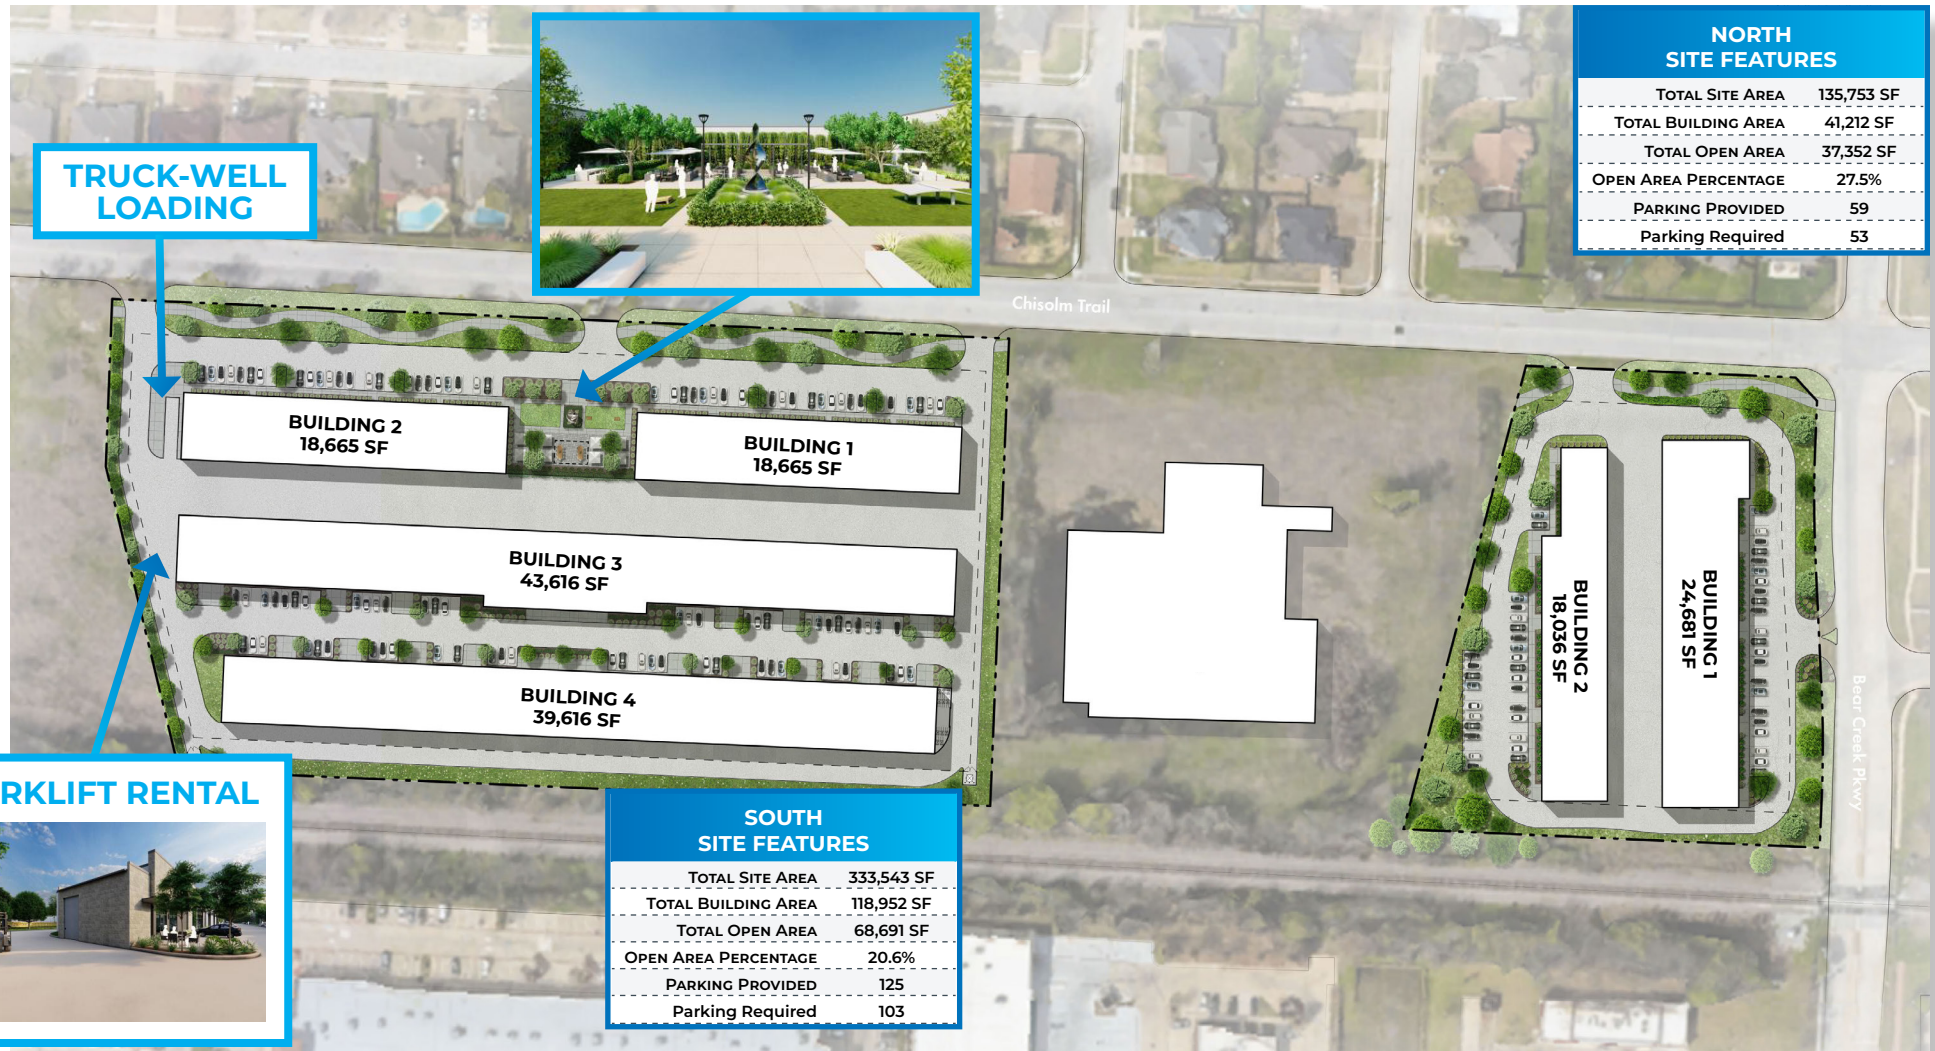 NORTH
SITE FEATURES
TOTAL SITE AREA 135,753 SF
TOTAL BUILDING AREA 41,212 SF
TOTAL OPEN AREA 37,352 SF
OPEN AREA PERCENTAGE 27.5%
PARKING PROVIDED 59
Parking Required 53
TRUCK-WELL
LOADING
Chisolm Trail
BUILDING 2
18,665 SF
BUILDING 1
18,665 SF
BUILDING 3
43,616 SF
BUILDING 4
39,616 SF
BUILDING 2
18,036 SF
BUILDING 1
24,681 SF
Bear Creek Pkwy
RKLIFT RENTAL
SOUTH
SITE FEATURES
TOTAL SITE AREA 333,543 SF
TOTAL BUILDING AREA 118,952 SF
TOTAL OPEN AREA 68,691 SF
OPEN AREA PERCENTAGE 20.6%
PARKING PROVIDED 125
Parking Required 103